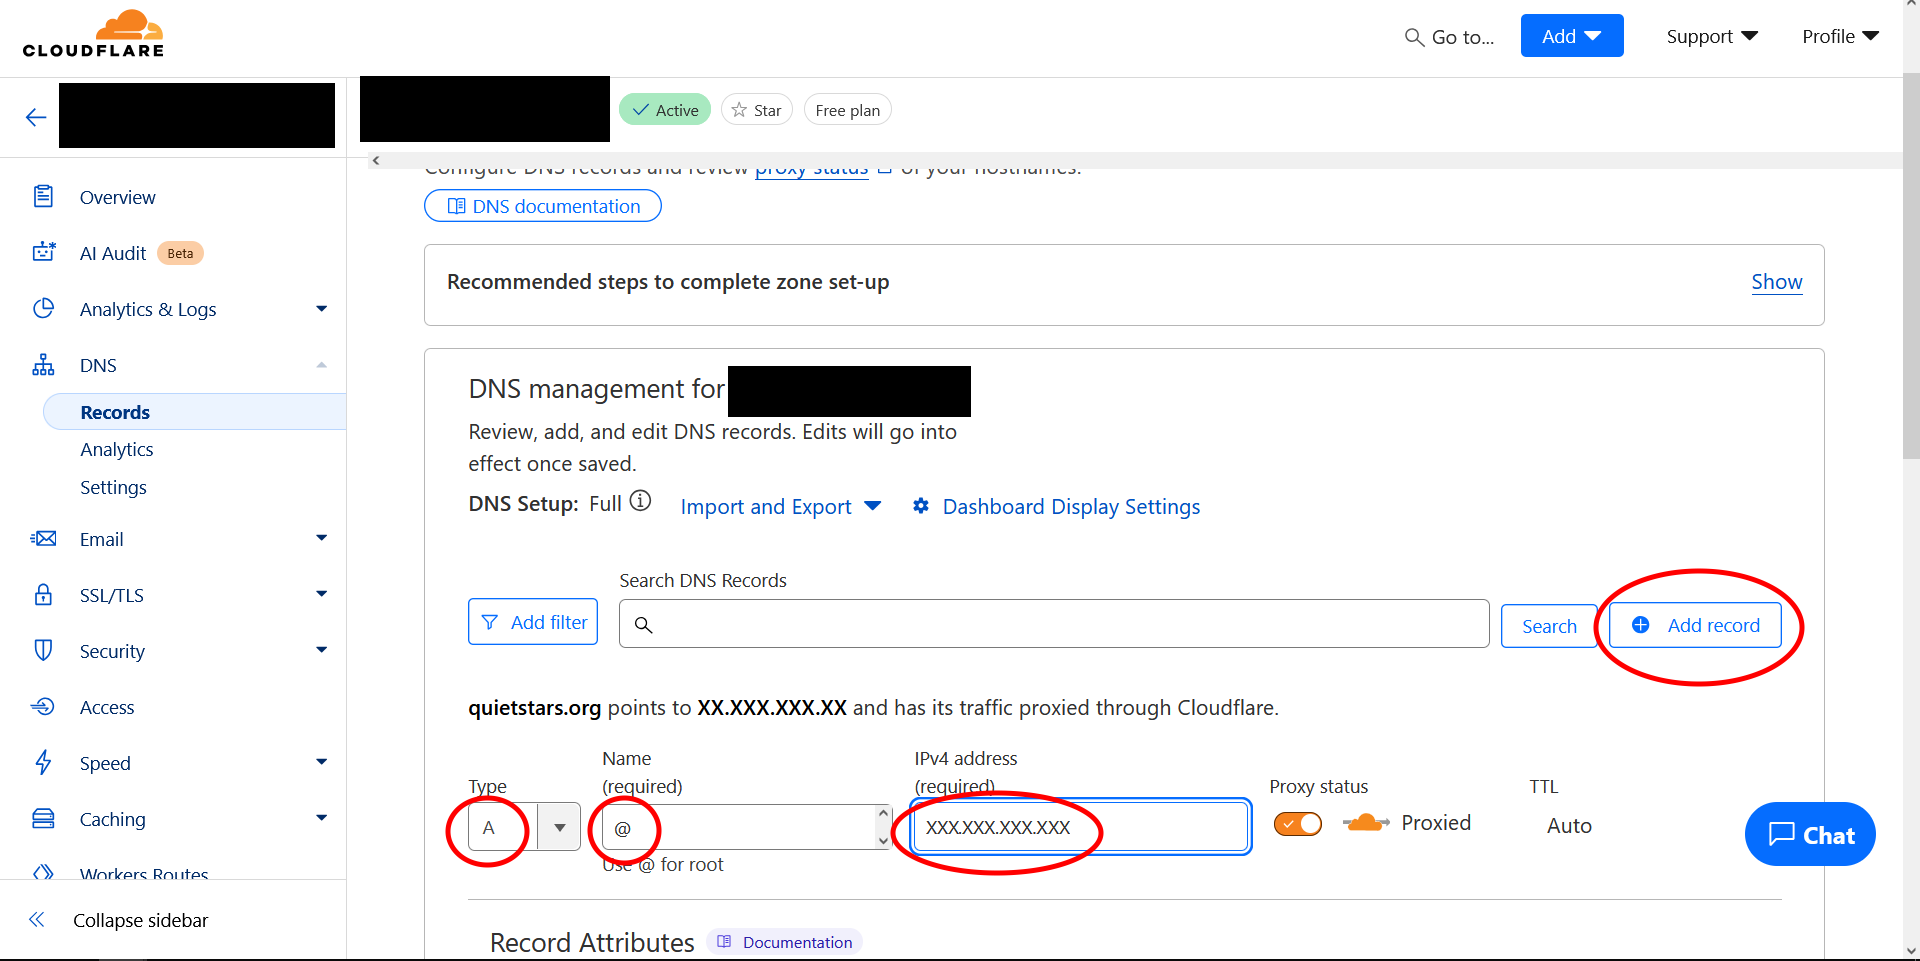 CLOUDFLARE
Go to...
Add
Support
Profile
Active
Star
Free plan
Configure DNS records and review proxy status of your hostnames.
DNS documentation
Overview
AI Audit Beta
Analytics & Logs
DNS
Records
Analytics
Settings
Email
SSL/TLS
Security
Access
Speed
Caching
Workers Routes
Collapse sidebar
Recommended steps to complete zone set-up
Show
DNS management for
Review, add, and edit DNS records. Edits will go into
effect once saved.
DNS Setup: Full
Import and Export
Dashboard Display Settings
Search DNS Records
Add filter
Search
Add record
quietstars.org points to XX.XXX.XXX.XX and has its traffic proxied through Cloudflare.
Type
A
Name
(required)
@
Use @ for root
IPv4 address
(required)
XXX.XXX.XXX.XXX
Proxy status
Proxied
TTL
Auto
Chat
Record Attributes
Documentation